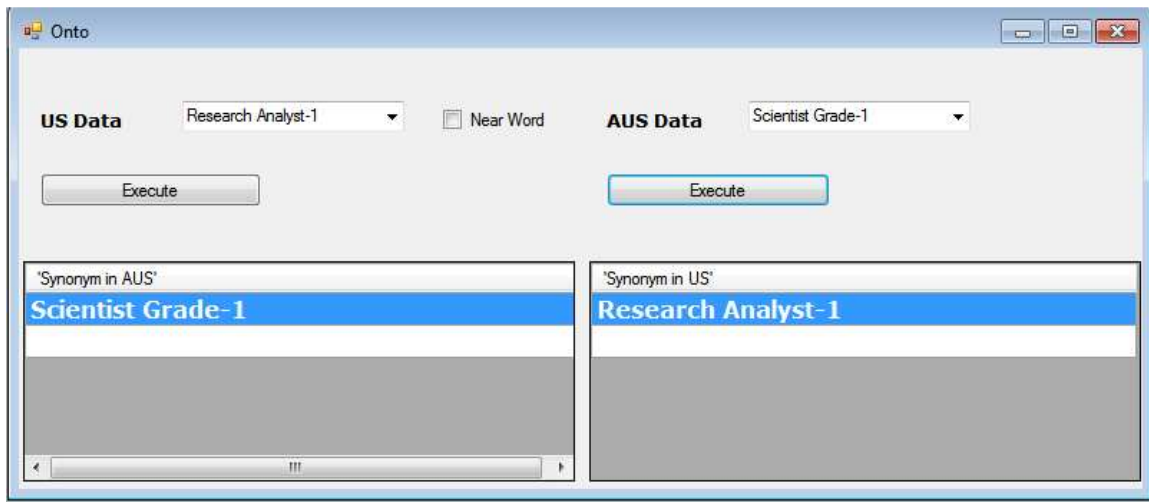 Onto
US Data Research Analyst-1 Near Word AUS Data Scientist Grade-1
Execute Execute
'Synonym in AUS' 'Synonym in US'
Scientist Grade-1 Research Analyst-1